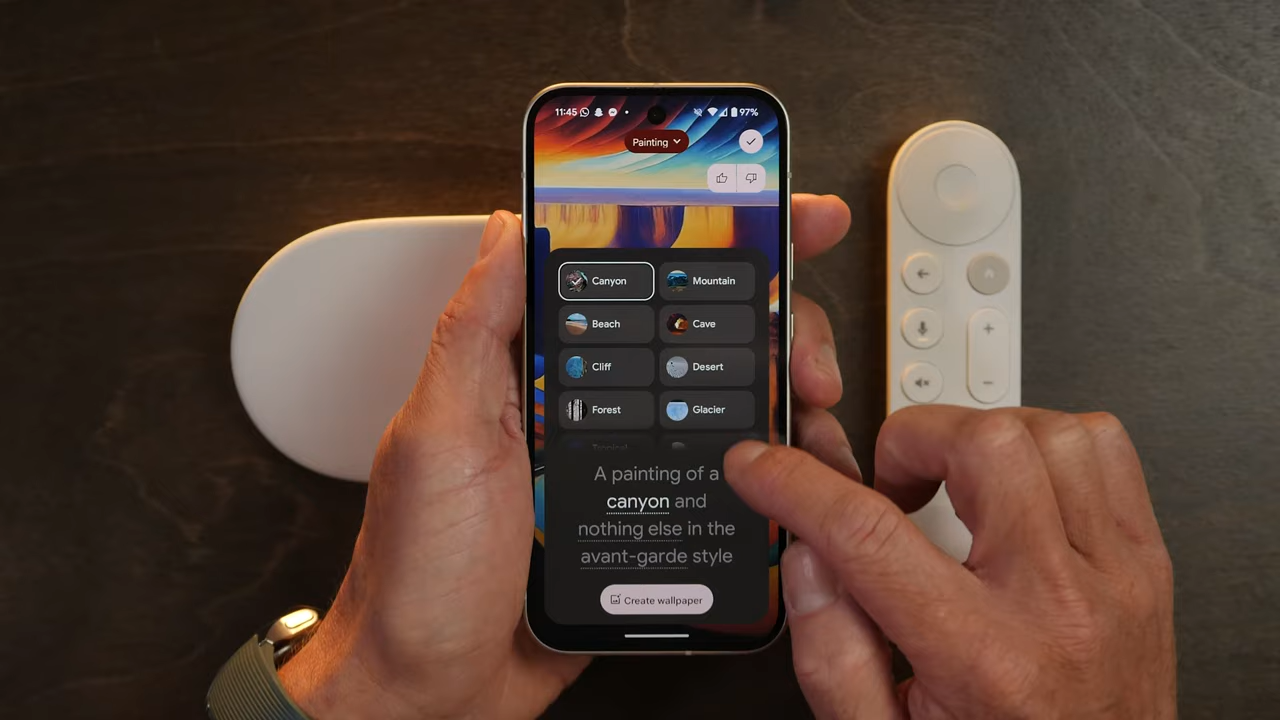 11:45
97%
Painting
Canyon
Mountain
Beach
Cave
Cliff
Desert
Forest
Glacier
Tropical
A painting of a
canyon and
nothing else in the
avant-garde style
Create wallpaper